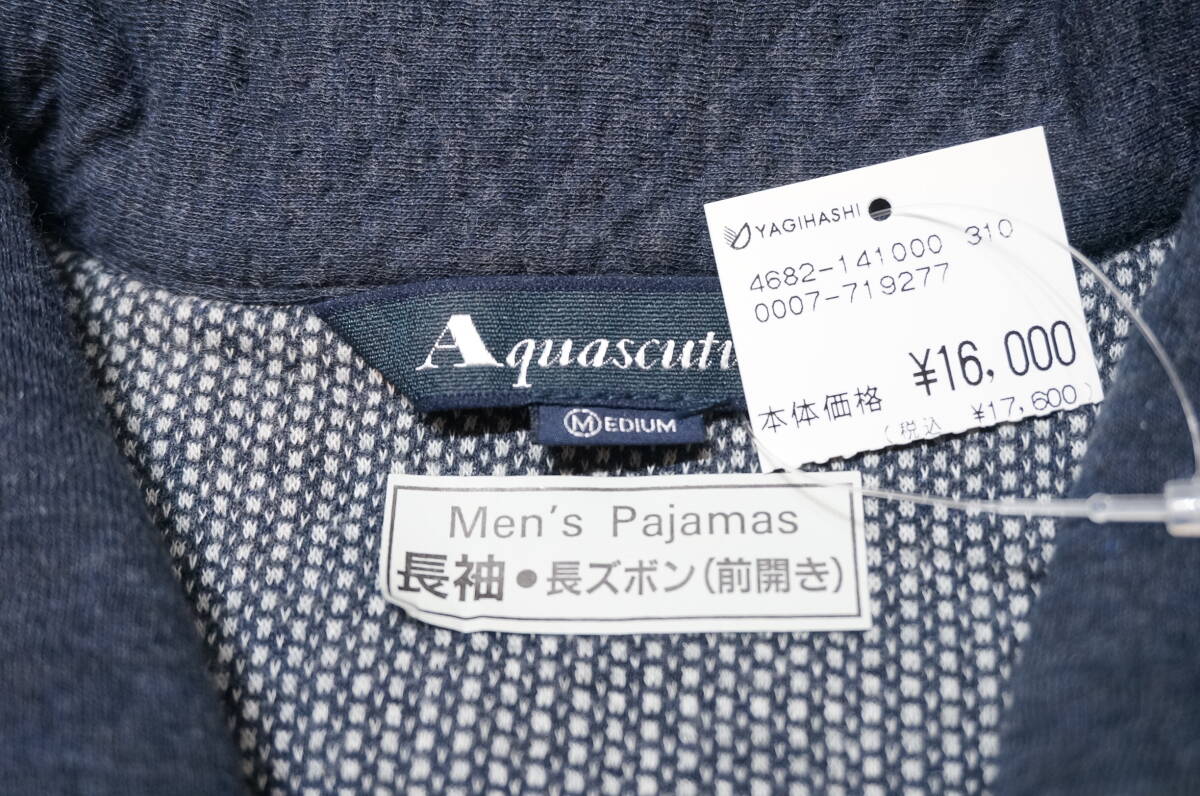 YAGIHASHI
4682-141000 310
0007-719277
¥16,000
本体価格
(税込 ¥17,600)
Aquascutu
MEDIUM
Men's Pajamas
長袖・長ズボン(前開き)